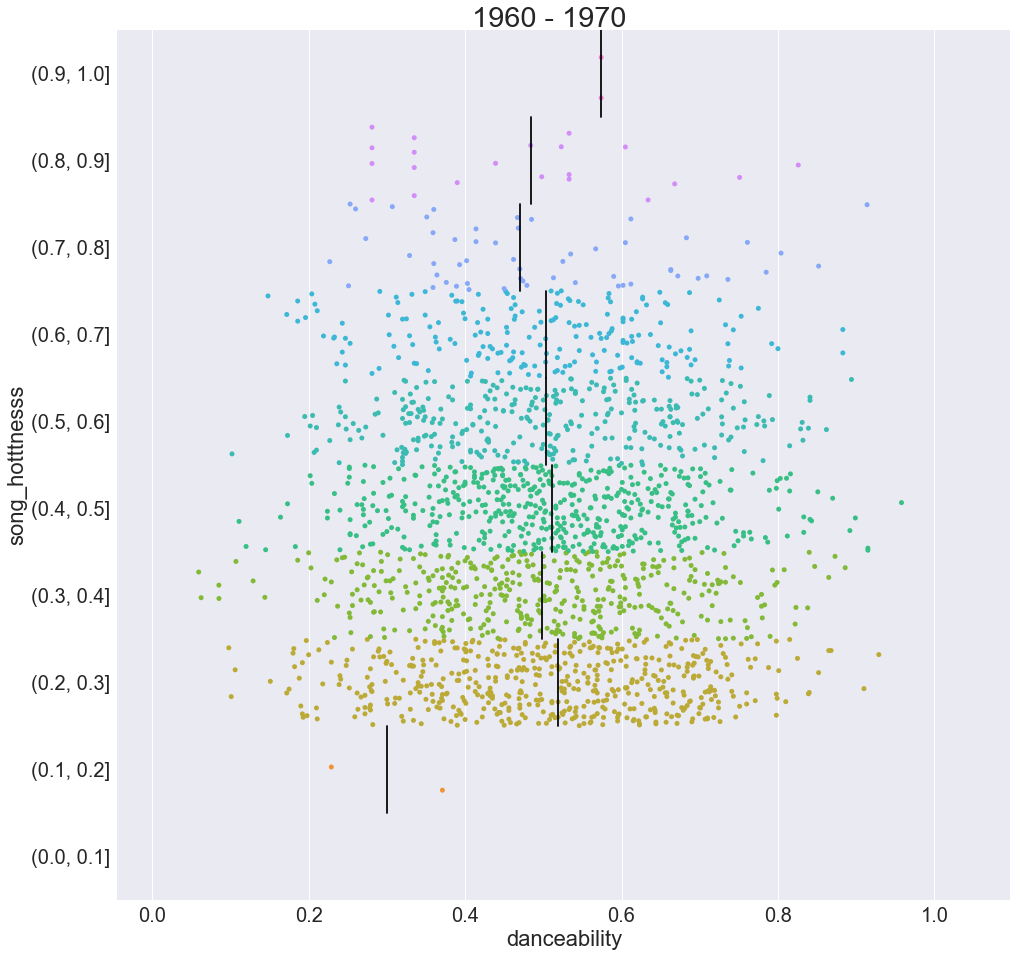 1960 - 1970
song_hotttnesss
(0.9, 1.0]
(0.8, 0.9]
(0.7, 0.8]
(0.6, 0.7]
(0.5, 0.6]
(0.4, 0.5]
(0.3, 0.4]
(0.2, 0.3]
(0.1, 0.2]
(0.0, 0.1]
0.0 0.2 0.4 0.6 0.8 1.0
danceability